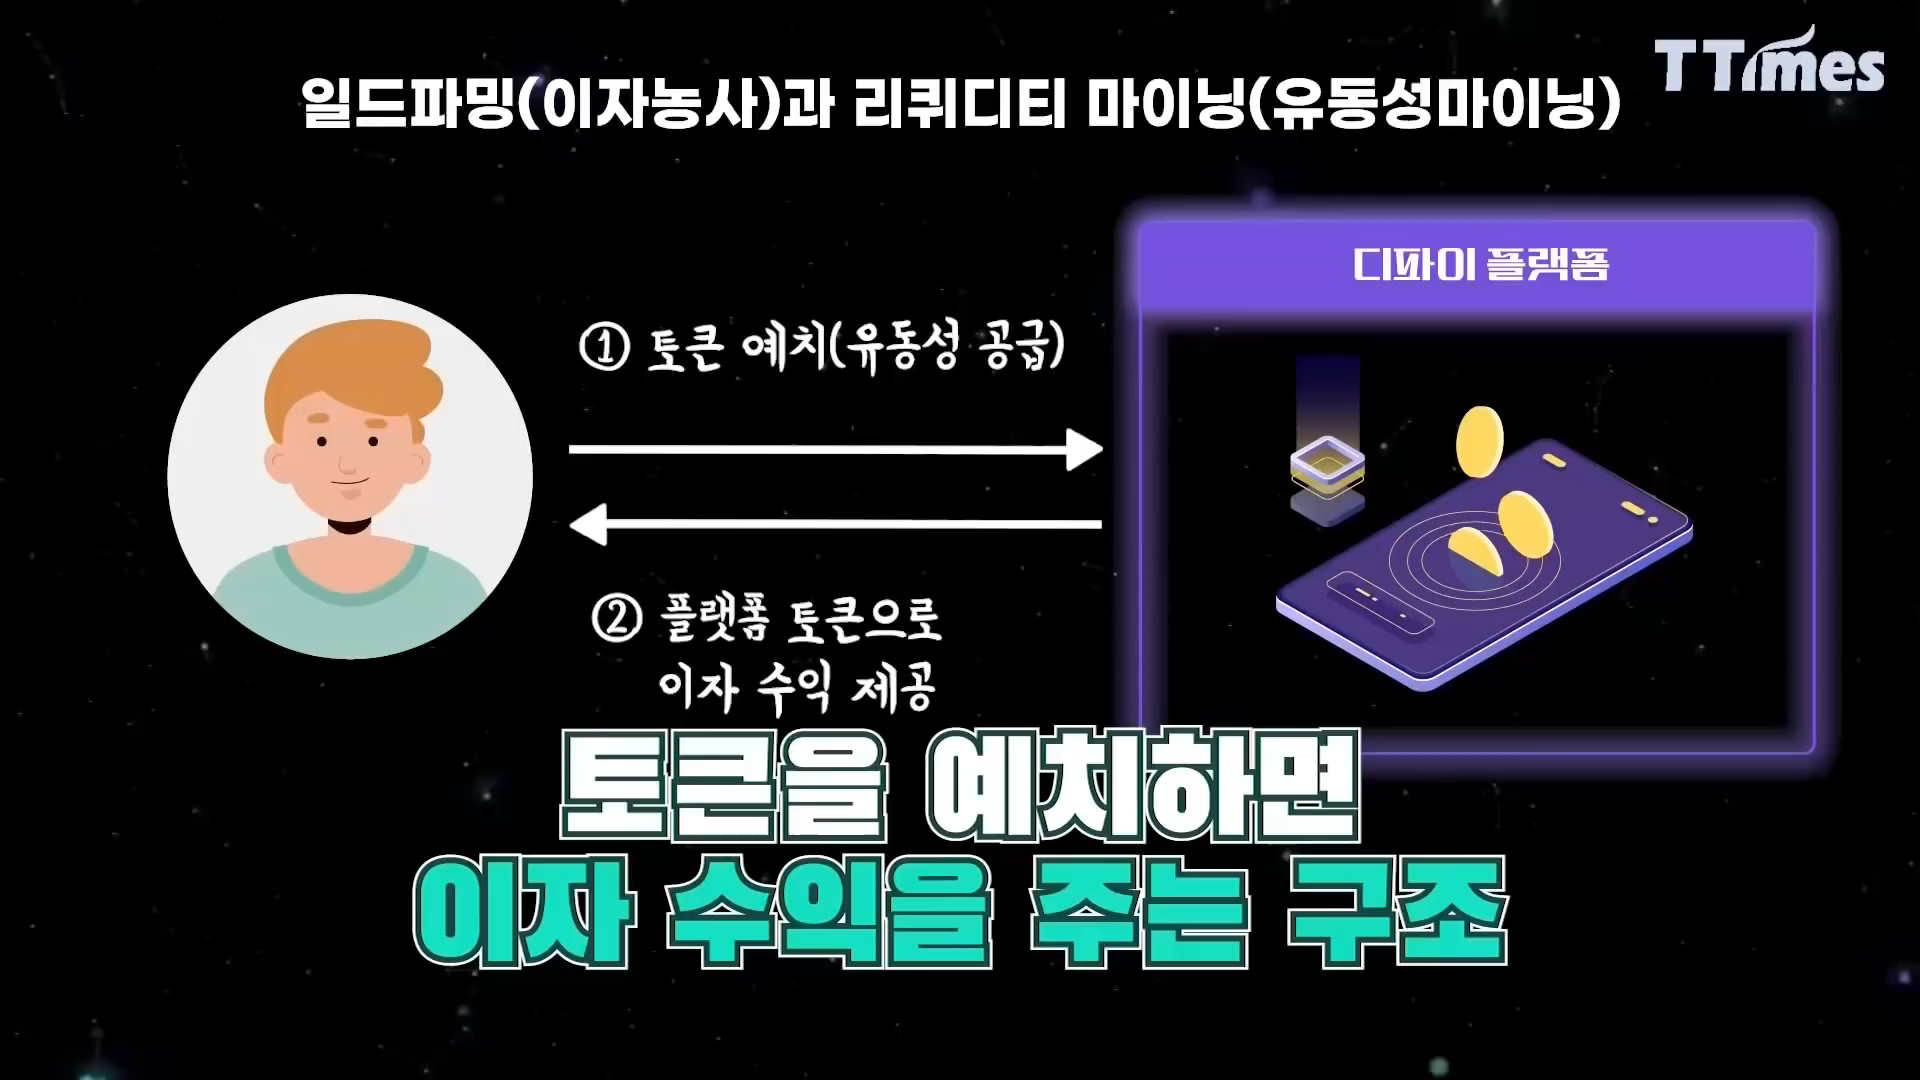 TTimes
일드파밍(이자농사)과 리퀴디티 마이닝(유동성마이닝)
디파이 플랫폼
① 토큰 예치(유동성 공급)
② 플랫폼 토큰으로
이자 수익 제공
토큰을 예치하면
이자 수익을 주는 구조